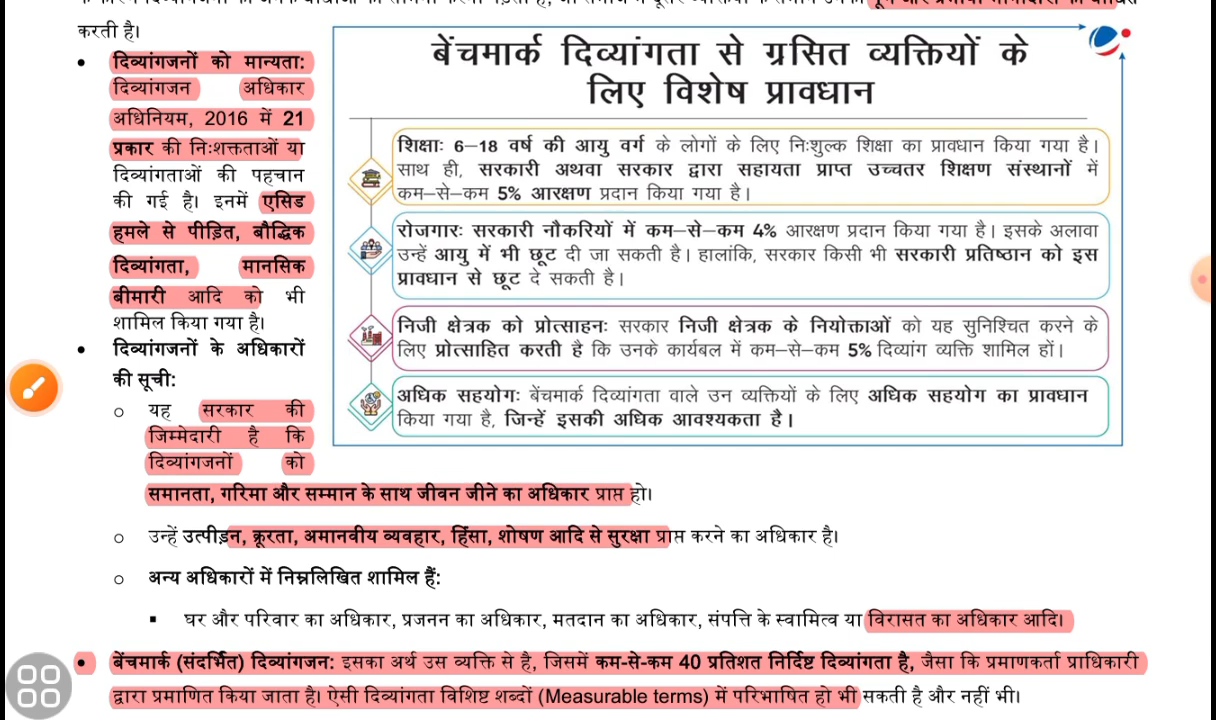 करती है।
दिव्यांगजनों को मान्यता:
दिव्यांगजन अधिकार
अधिनियम, 2016 में 21
प्रकार की निःशक्तताओं या
दिव्यांगताओं की पहचान
की गई है। इनमें एसिड
हमले से पीड़ित, बौद्धिक
दिव्यांगता, मानसिक
बीमारी आदि को भी
शामिल किया गया है।
दिव्यांगजनों के अधिकारों
की सूची:
यह सरकार की
जिम्मेदारी है कि
दिव्यांगजनों को
समानता, गरिमा और सम्मान के साथ जीवन जीने का अधिकार प्राप्त हो।
बेंचमार्क दिव्यांगता से ग्रसित व्यक्तियों के
लिए विशेष प्रावधान
शिक्षाः 6–18 वर्ष की आयु वर्ग के लोगों के लिए निःशुल्क शिक्षा का प्रावधान किया गया है।
साथ ही, सरकारी अथवा सरकार द्वारा सहायता प्राप्त उच्चतर शिक्षण संस्थानों में
कम–से–कम 5% आरक्षण प्रदान किया गया है।
रोजगारः सरकारी नौकरियों में कम–से–कम 4% आरक्षण प्रदान किया गया है। इसके अलावा
उन्हें आयु में भी छूट दी जा सकती है। हालांकि, सरकार किसी भी सरकारी प्रतिष्ठान को इस
प्रावधान से छूट दे सकती है।
निजी क्षेत्रक को प्रोत्साहनः सरकार निजी क्षेत्रक के नियोक्ताओं को यह सुनिश्चित करने के
लिए प्रोत्साहित करती है कि उनके कार्यबल में कम–से–कम 5% दिव्यांग व्यक्ति शामिल हों।
अधिक सहयोगः बेंचमार्क दिव्यांगता वाले उन व्यक्तियों के लिए अधिक सहयोग का प्रावधान
किया गया है, जिन्हें इसकी अधिक आवश्यकता है।
उन्हें उत्पीड़न, क्रूरता, अमानवीय व्यवहार, हिंसा, शोषण आदि से सुरक्षा प्राप्त करने का अधिकार है।
अन्य अधिकारों में निम्नलिखित शामिल हैं:
घर और परिवार का अधिकार, प्रजनन का अधिकार, मतदान का अधिकार, संपत्ति के स्वामित्व या विरासत का अधिकार आदि।
बेंचमार्क (संदर्भित) दिव्यांगजन: इसका अर्थ उस व्यक्ति से है, जिसमें कम-से-कम 40 प्रतिशत निर्दिष्ट दिव्यांगता है, जैसा कि प्रमाणकर्ता प्राधिकारी
द्वारा प्रमाणित किया जाता है। ऐसी दिव्यांगता विशिष्ट शब्दों (Measurable terms) में परिभाषित हो भी सकती है और नहीं भी।